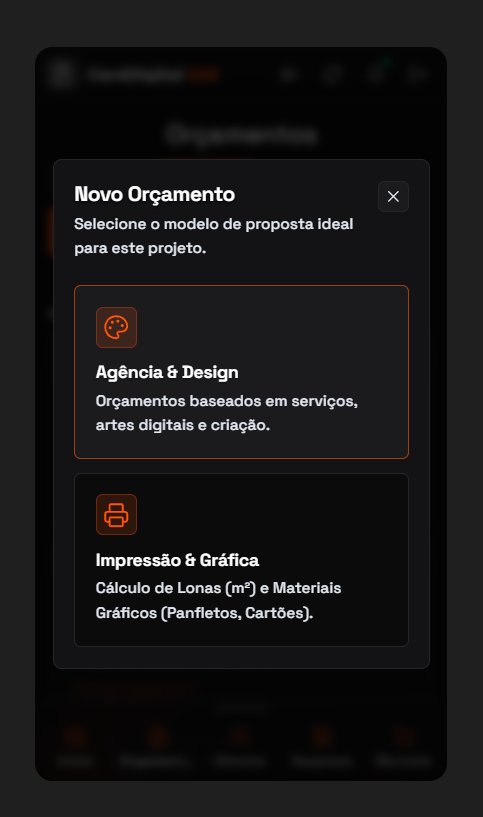 Orçamentos
Novo Orçamento
Selecione o modelo de proposta ideal
para este projeto.
Agência & Design
Orçamentos baseados em serviços,
artes digitais e criação.
Impressão & Gráfica
Cálculo de Lonas (m²) e Materiais
Gráficos (Panfletos, Cartões).